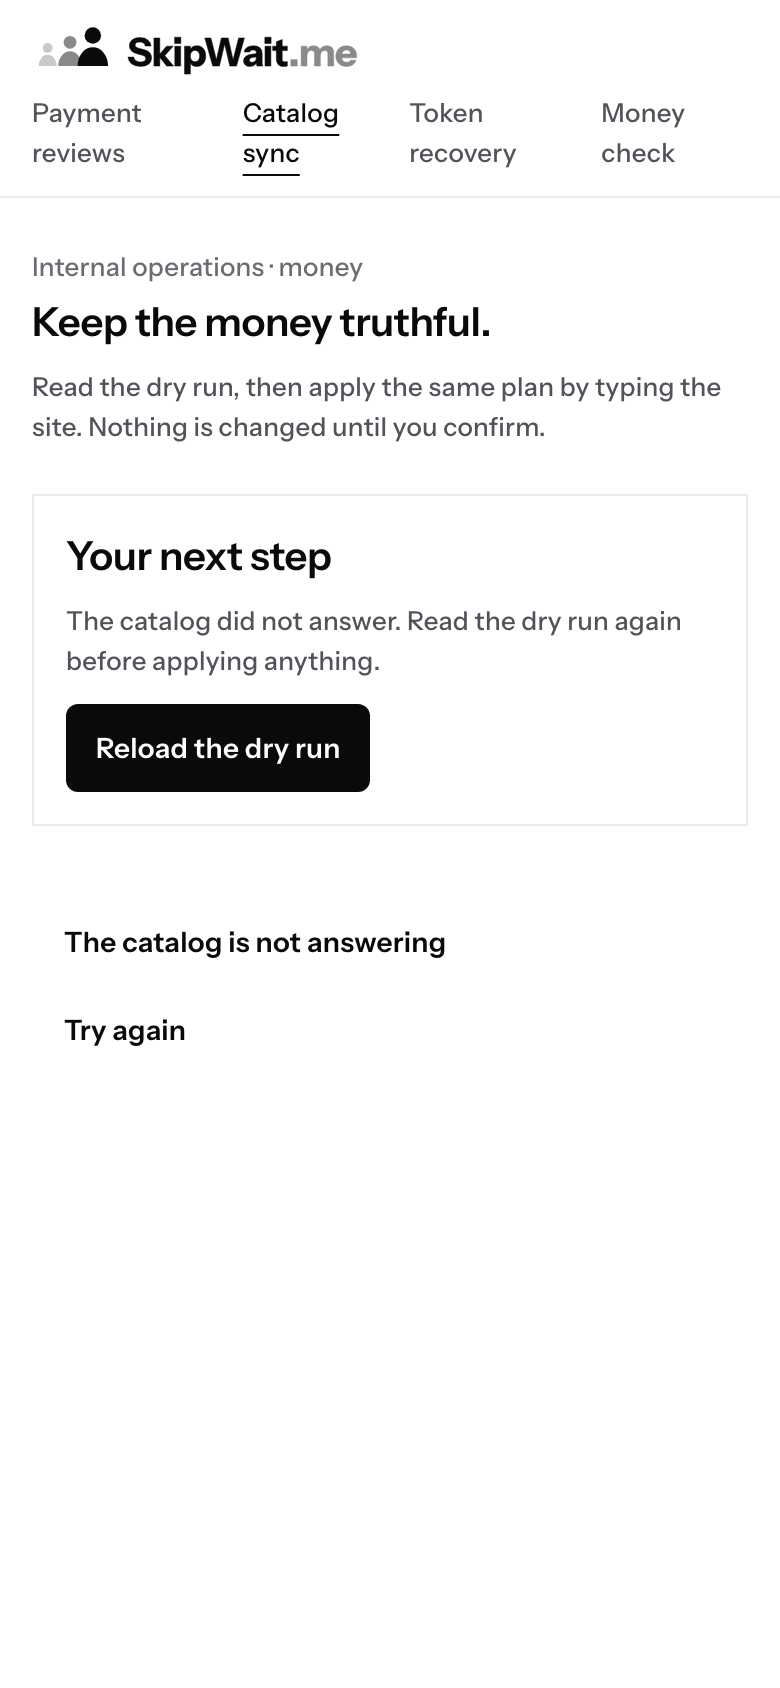 SkipWait.me
Payment reviews
Catalog sync
Token recovery
Money check
Internal operations · money
Keep the money truthful.
Read the dry run, then apply the same plan by typing the
site. Nothing is changed until you confirm.
Your next step
The catalog did not answer. Read the dry run again
before applying anything.
Reload the dry run
The catalog is not answering
Try again